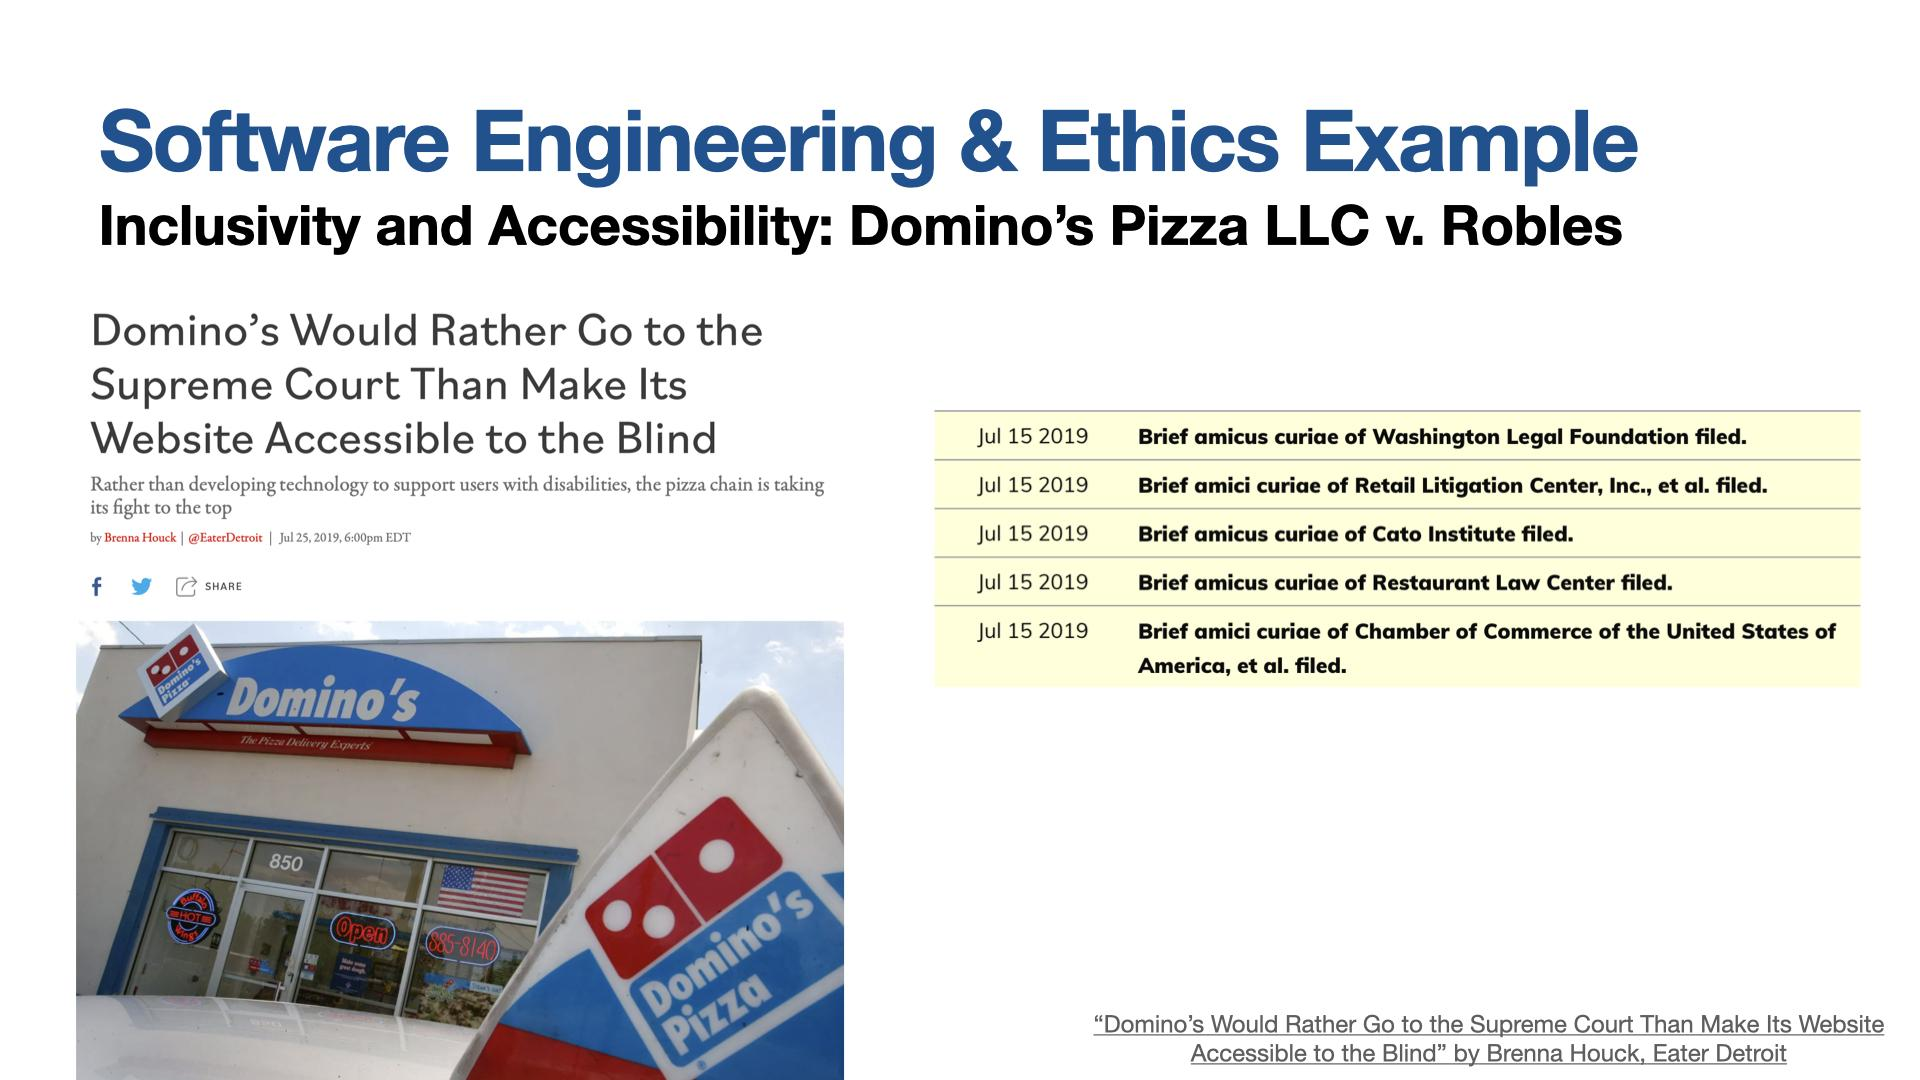 Software Engineering & Ethics Example
Inclusivity and Accessibility: Domino’s Pizza LLC v. Robles
Domino’s Would Rather Go to the
Supreme Court Than Make Its
Website Accessible to the Blind
Rather than developing technology to support users with disabilities, the pizza chain is taking
its fight to the top
by Brenna Houck | @EaterDetroit | Jul 25, 2019, 6:00pm EDT
SHARE
Domino's
Pizza
Domino's
The Pizza Delivery Experts
850
Buffalo
HOT
Wings
Open
885-8140
Domino's
Pizza
Jul 15 2019 Brief amicus curiae of Washington Legal Foundation filed.
Jul 15 2019 Brief amici curiae of Retail Litigation Center, Inc., et al. filed.
Jul 15 2019 Brief amicus curiae of Cato Institute filed.
Jul 15 2019 Brief amicus curiae of Restaurant Law Center filed.
Jul 15 2019 Brief amici curiae of Chamber of Commerce of the United States of
America, et al. filed.
“Domino’s Would Rather Go to the Supreme Court Than Make Its Website
Accessible to the Blind” by Brenna Houck, Eater Detroit